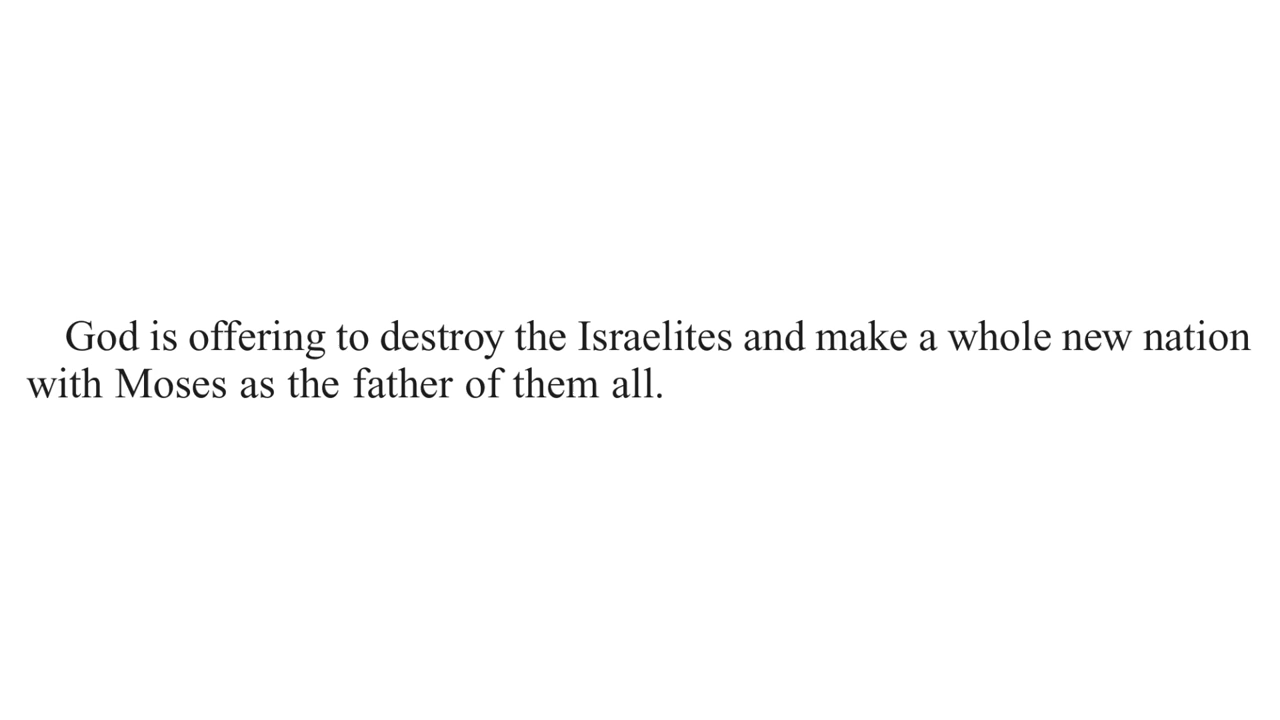 God is offering to destroy the Israelites and make a whole new nation
with Moses as the father of them all.